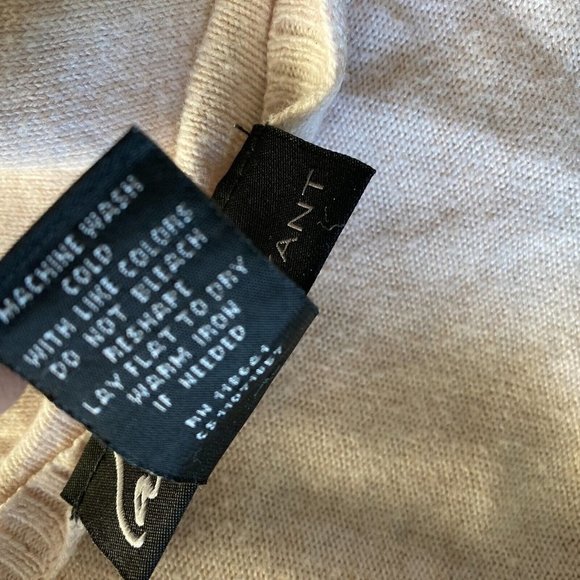 MACHINE WASH
COLD
WITH LIKE COLORS
DO NOT BLEACH
RESHAPE
LAY FLAT TO DRY
WARM IRON
IF NEEDED
ANT